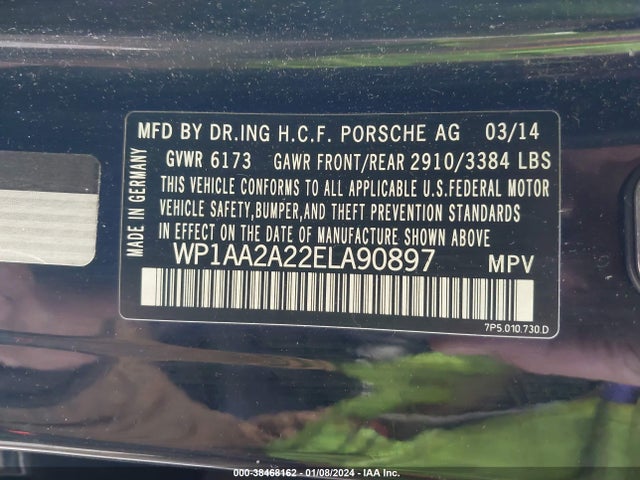 MFD BY DR.ING H.C.F. PORSCHE AG 03/14
GVWR 6173 GAWR FRONT/REAR 2910/3384 LBS
THIS VEHICLE CONFORMS TO ALL APPLICABLE U.S.FEDERAL MOTOR
VEHICLE SAFETY,BUMPER,AND THEFT PREVENTION STANDARDS
IN EFFECT ON THE DATE OF MANUFACTURE SHOWN ABOVE.
WP1AA2A22ELA90897 MPV
MADE IN GERMANY
7P5.010.730.D
000-38468162 - 01/08/2024 - IAA Inc.